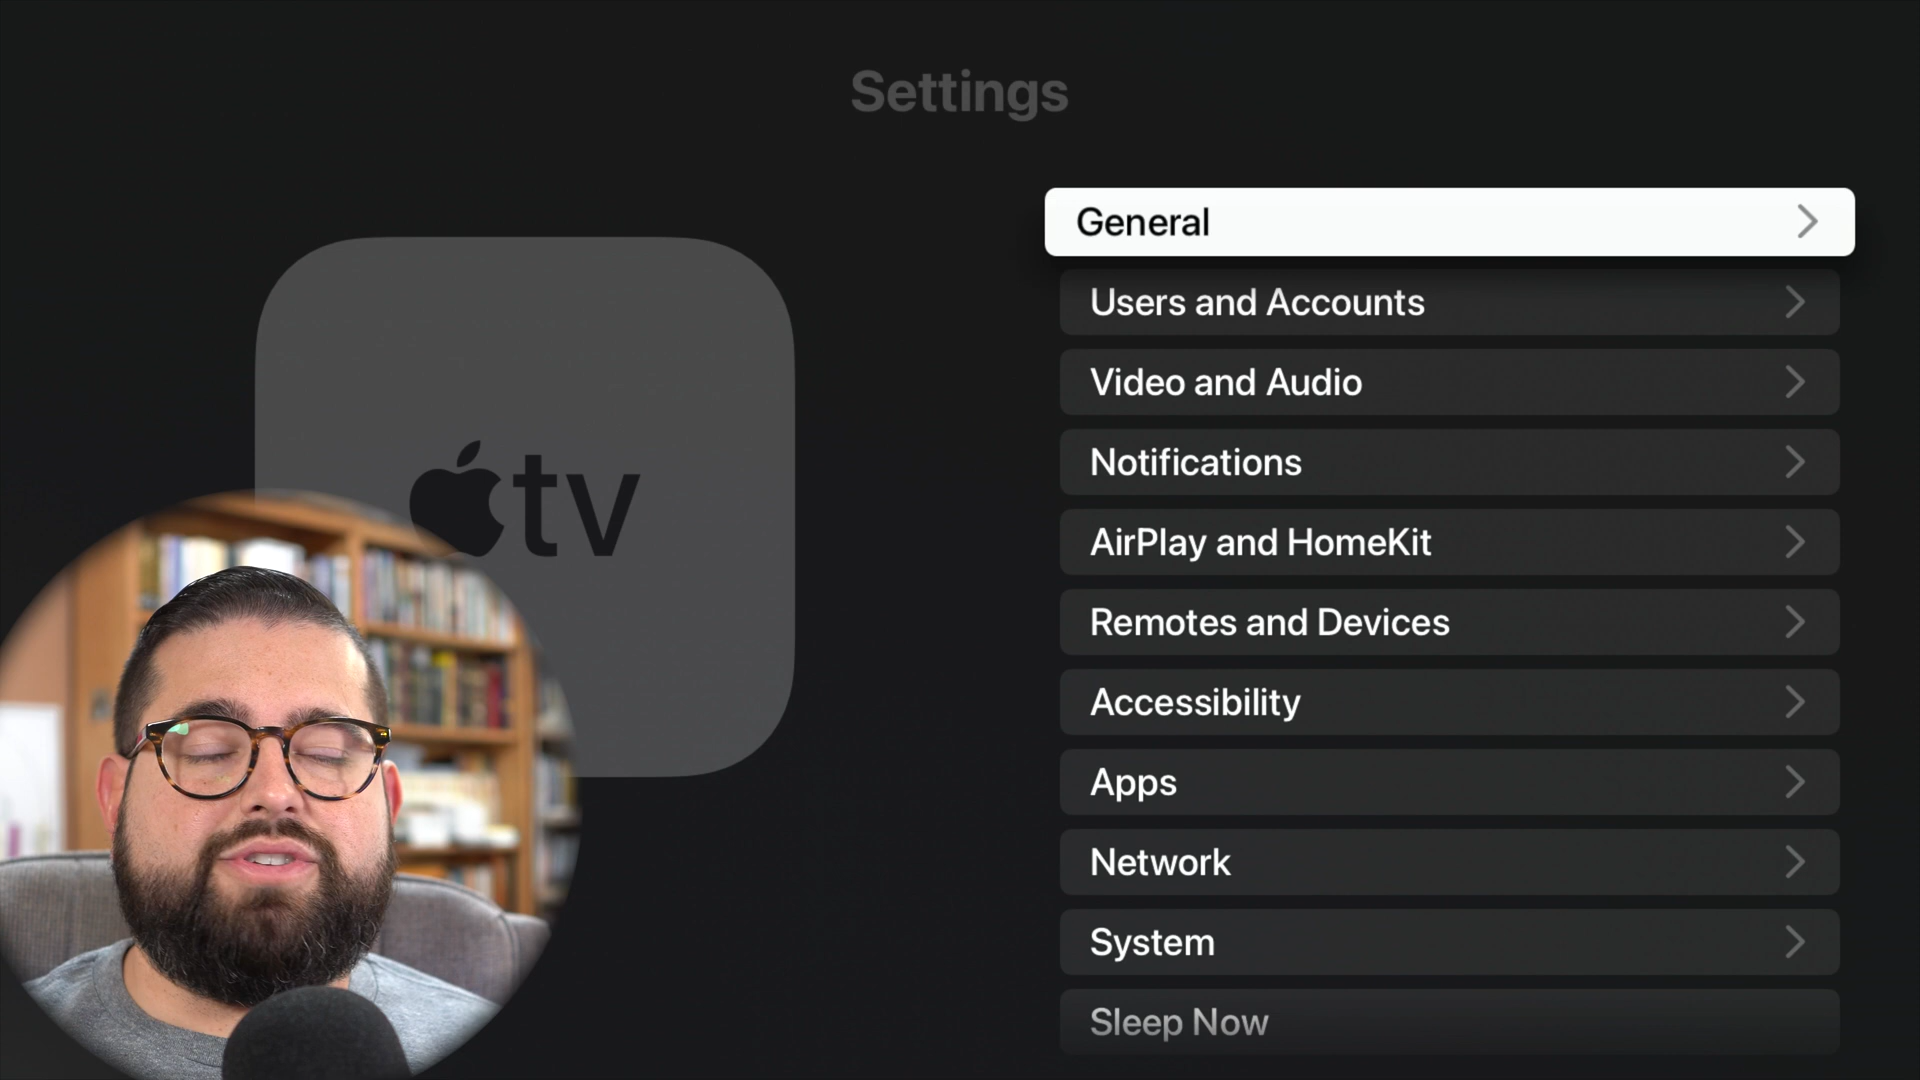 Settings
tv
General
Users and Accounts
Video and Audio
Notifications
AirPlay and HomeKit
Remotes and Devices
Accessibility
Apps
Network
System
Sleep Now